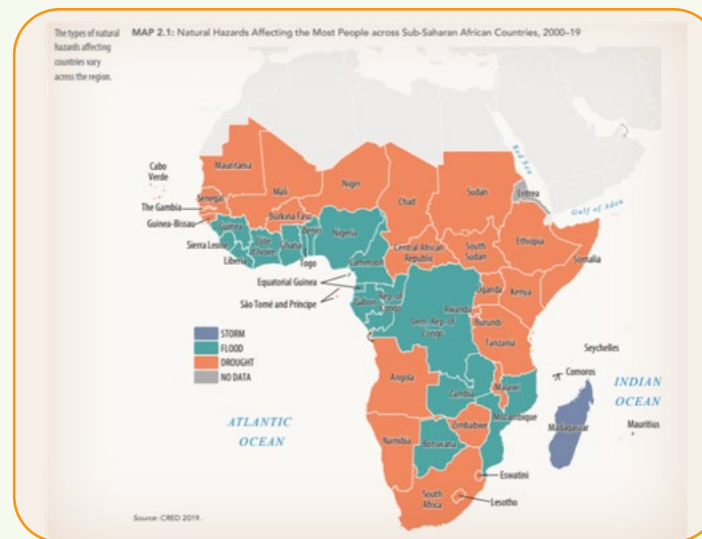 The types of natural
hazards affecting
countries vary
across the region.
MAP 2.1: Natural Hazards Affecting the Most People across Sub-Saharan African Countries, 2000–19
Red Sea
Gulf of Aden
Cabo
Verde
Mauritania
Mali
Niger
Chad
Sudan
Eritrea
Senegal
The Gambia
Guinea-Bissau
Burkina Faso
Guinea
Sierra Leone
Liberia
Côte
d'Ivoire
Ghana
Togo
Benin
Nigeria
Cameroon
Central African
Republic
South
Sudan
Ethiopia
Somalia
Equatorial Guinea
São Tomé and Príncipe
Gabon
Rep. of
Congo
Dem. Rep. of
Congo
Uganda
Kenya
Rwanda
Burundi
Tanzania
Seychelles
Comoros
STORM
FLOOD
DROUGHT
NO DATA
Angola
Zambia
Malawi
Mozambique
Zimbabwe
Madagascar
Mauritius
INDIAN
OCEAN
ATLANTIC
OCEAN
Namibia
Botswana
Eswatini
South
Africa
Lesotho
Source: CRED 2019.